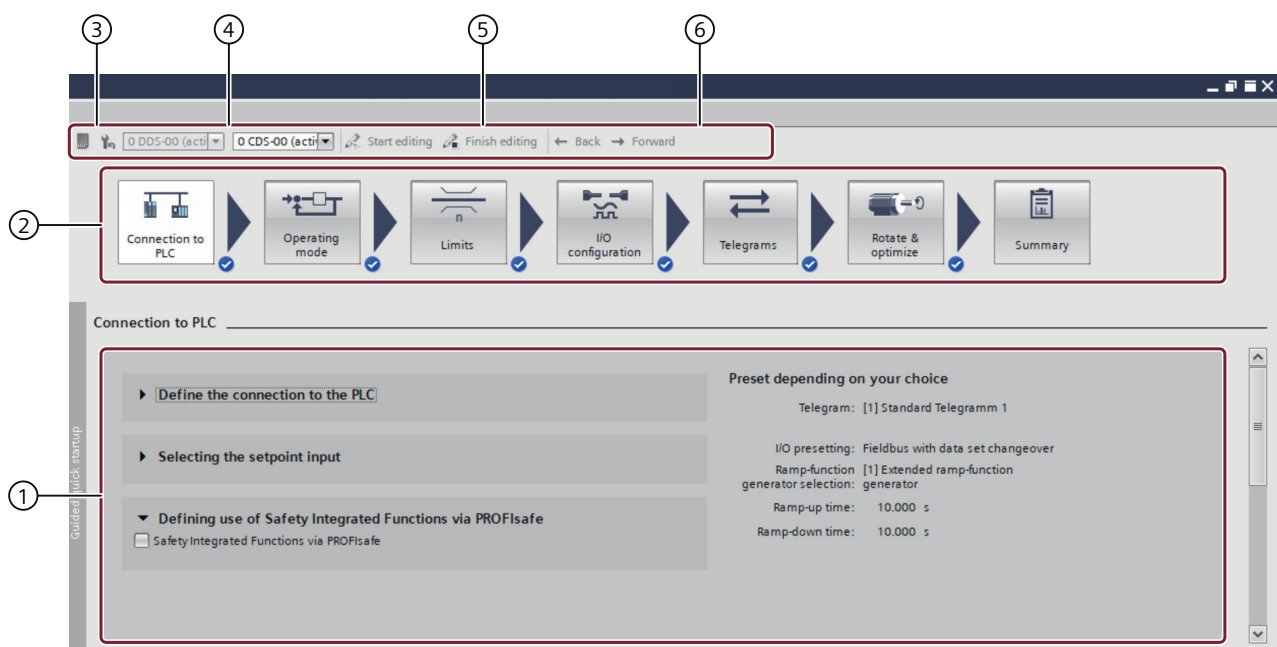 3 4 5 6
0 DDS-00 (acti 0 CDS-00 (activ Start editing Finish editing Back Forward
2
Connection to
PLC
Operating
mode
n
Limits
I/O
configuration
Telegrams
Rotate &
optimize
Summary
Connection to PLC
Guided quick startup
1
Define the connection to the PLC
Selecting the setpoint input
Defining use of Safety Integrated Functions via PROFIsafe
Safety Integrated Functions via PROFIsafe
Preset depending on your choice
Telegram: [1] Standard Telegramm 1
I/O presetting: Fieldbus with data set changeover
Ramp-function [1] Extended ramp-function
generator selection: generator
Ramp-up time: 10.000 s
Ramp-down time: 10.000 s